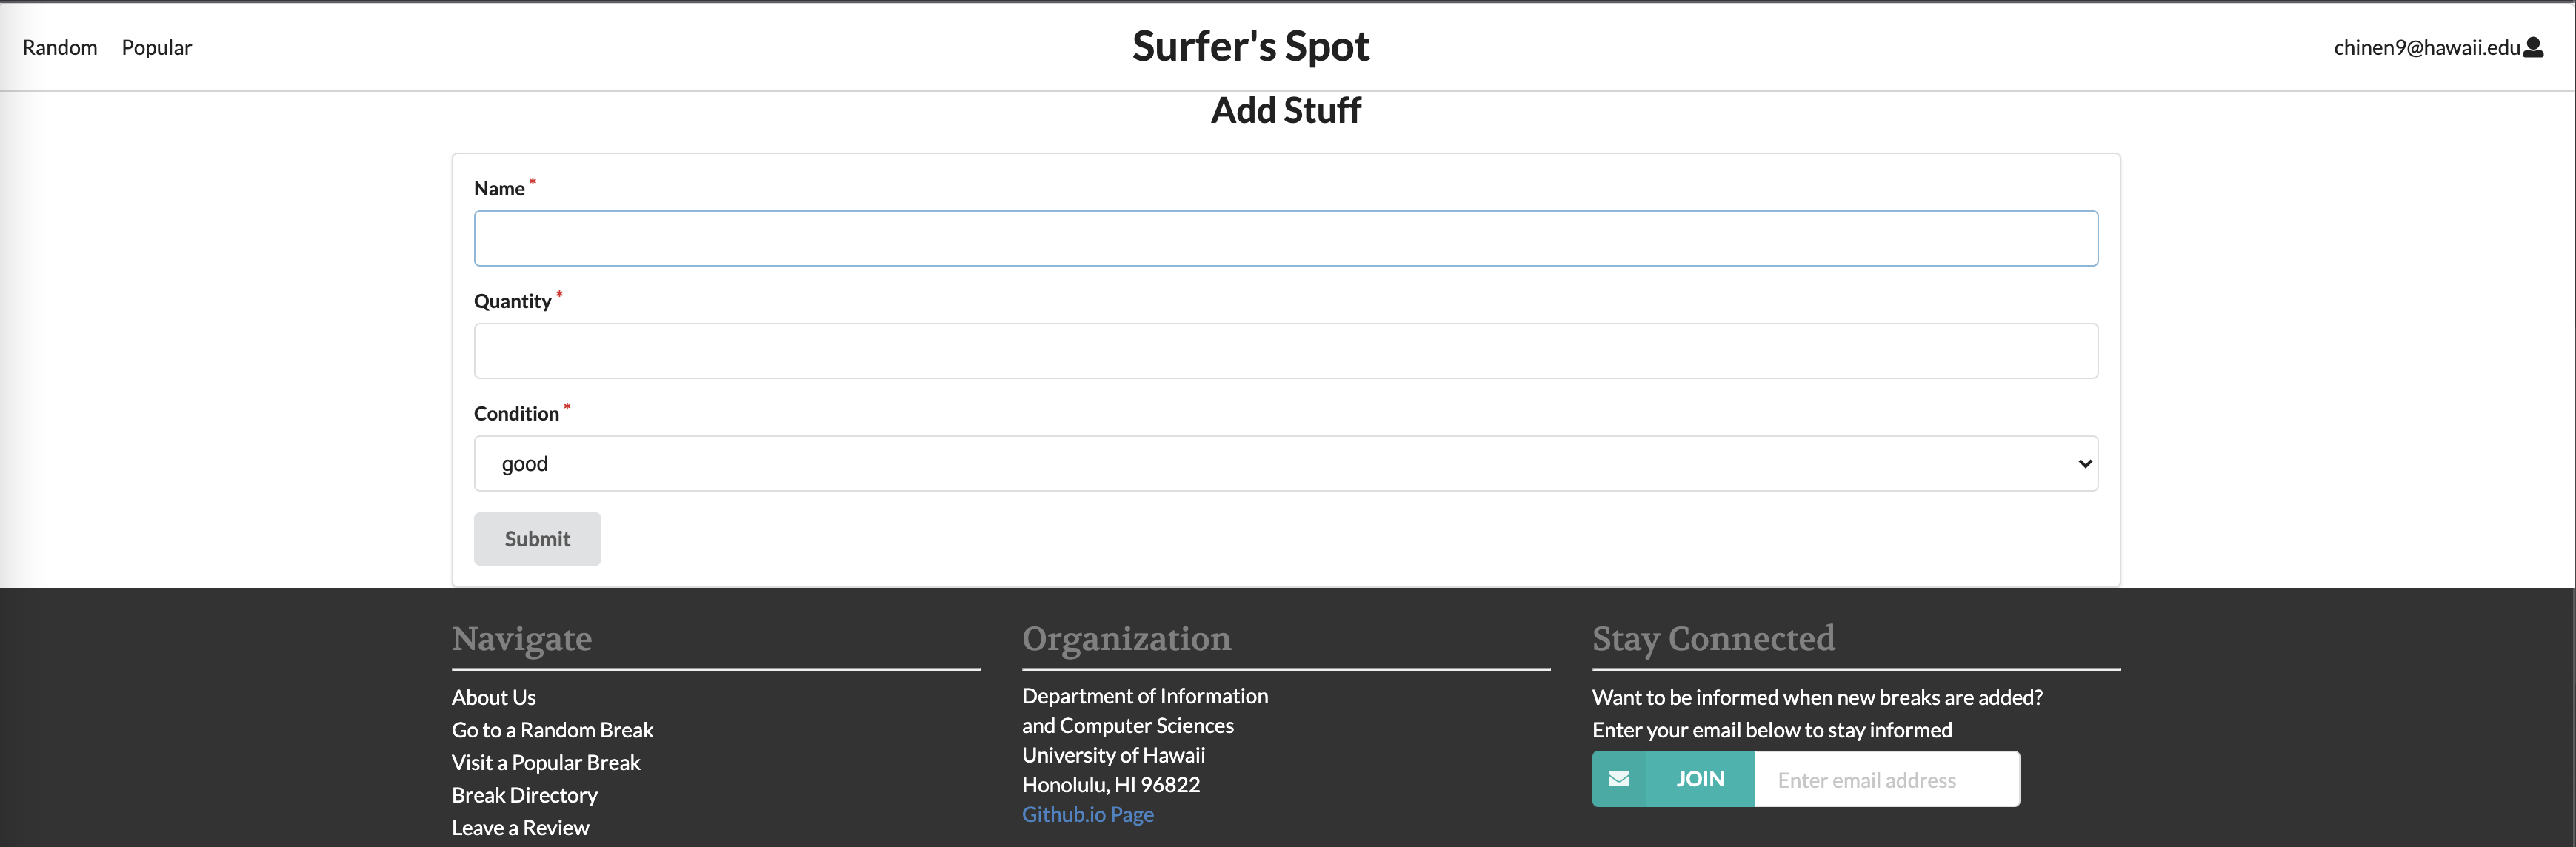 Random Popular Surfer's Spot chinen9@hawaii.edu
Add Stuff
Name *
Quantity *
Condition *
good
Submit
Navigate
About Us
Go to a Random Break
Visit a Popular Break
Break Directory
Leave a Review
Organization
Department of Information
and Computer Sciences
University of Hawaii
Honolulu, HI 96822
Github.io Page
Stay Connected
Want to be informed when new breaks are added?
Enter your email below to stay informed
JOIN Enter email address